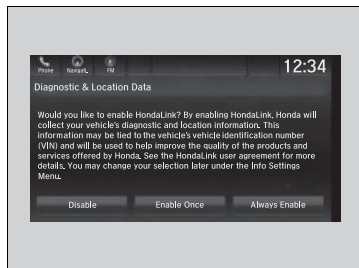 12:34
Phone Navigati.. FM
Diagnostic & Location Data
Would you like to enable HondaLink? By enabling HondaLink, Honda will
collect your vehicle's diagnostic and location information. This
information may be tied to the vehicle's vehicle identification number
(VIN) and will be used to help improve the quality of the products and
services offered by Honda. See the HondaLink user agreement for more
details. You may change your selection later under the Info Settings
Menu.
Disable Enable Once Always Enable